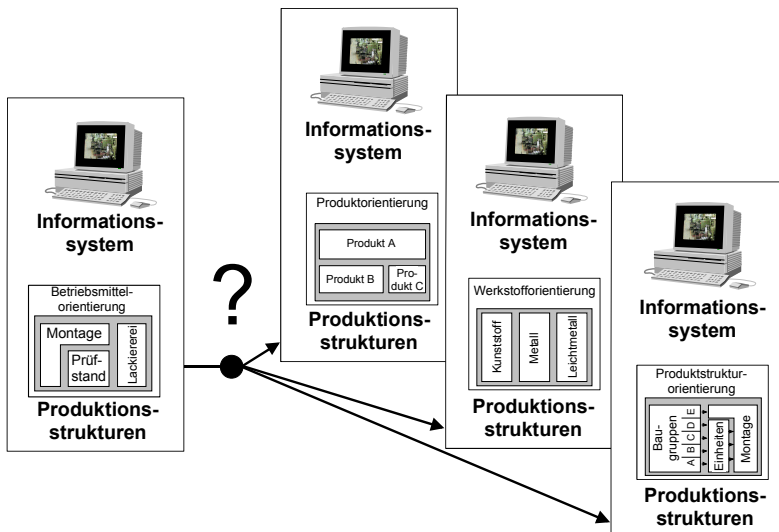 Informations-
system
Betriebsmittel-
orientierung
Montage
Prüf-
stand
Lackiererei
Produktions-
strukturen
?
Informations-
system
Produktorientierung
Produkt A
Produkt B
Pro-
dukt C
Produktions-
strukturen
Informations-
system
Werkstofforientierung
Kunststoff
Metall
Leichtmetall
Produktions-
strukturen
Informations-
system
Produktstruktur-
orientierung
Bau-
gruppen
A B C D E
Einheiten
Montage
Produktions-
strukturen